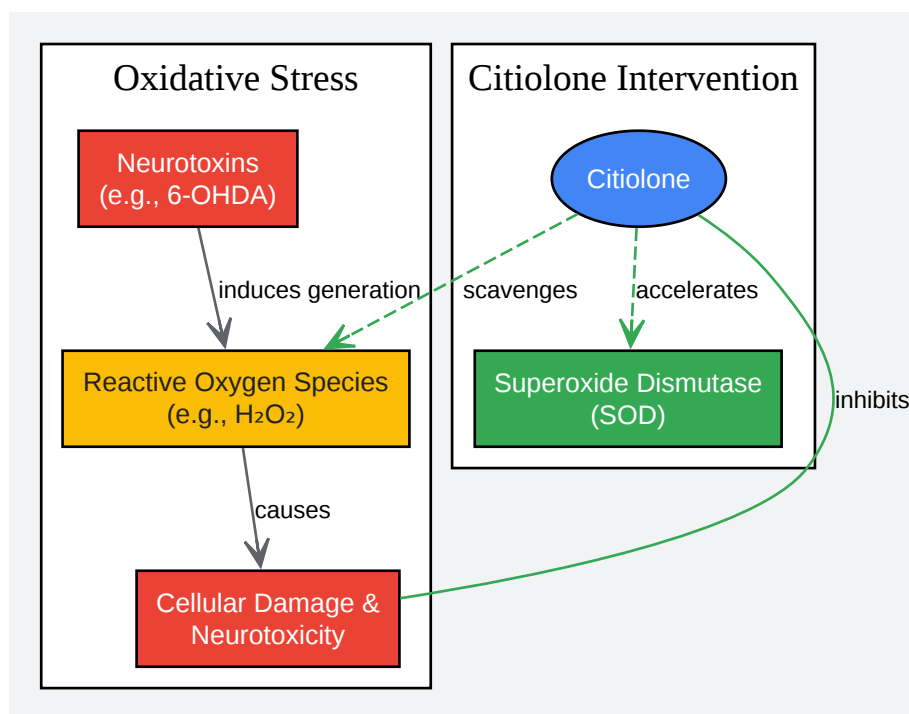 Oxidative Stress
Neurotoxins
(e.g., 6-OHDA)
induces generation
Reactive Oxygen Species
(e.g., H₂O₂)
causes
Cellular Damage &
Neurotoxicity
Citiolone Intervention
Citiolone
scavenges
accelerates
Superoxide Dismutase
(SOD)
inhibits